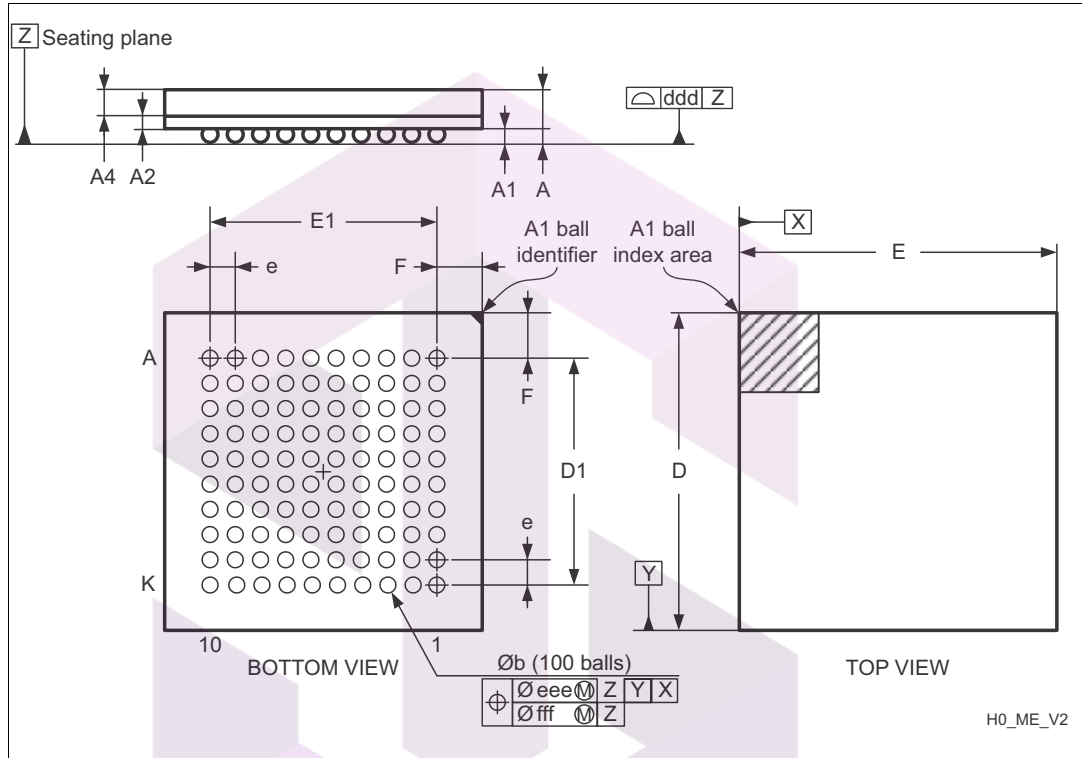 Z Seating plane
ddd Z
A4 A2 A1 A
E1
A1 ball identifier
A1 ball index area
X
E
e
F
A
F
D1
D
e
Y
K
10 1
BOTTOM VIEW
Øb (100 balls)
TOP VIEW
Ø eee Ⓜ Z Y X
Ø fff Ⓜ Z
H0_ME_V2